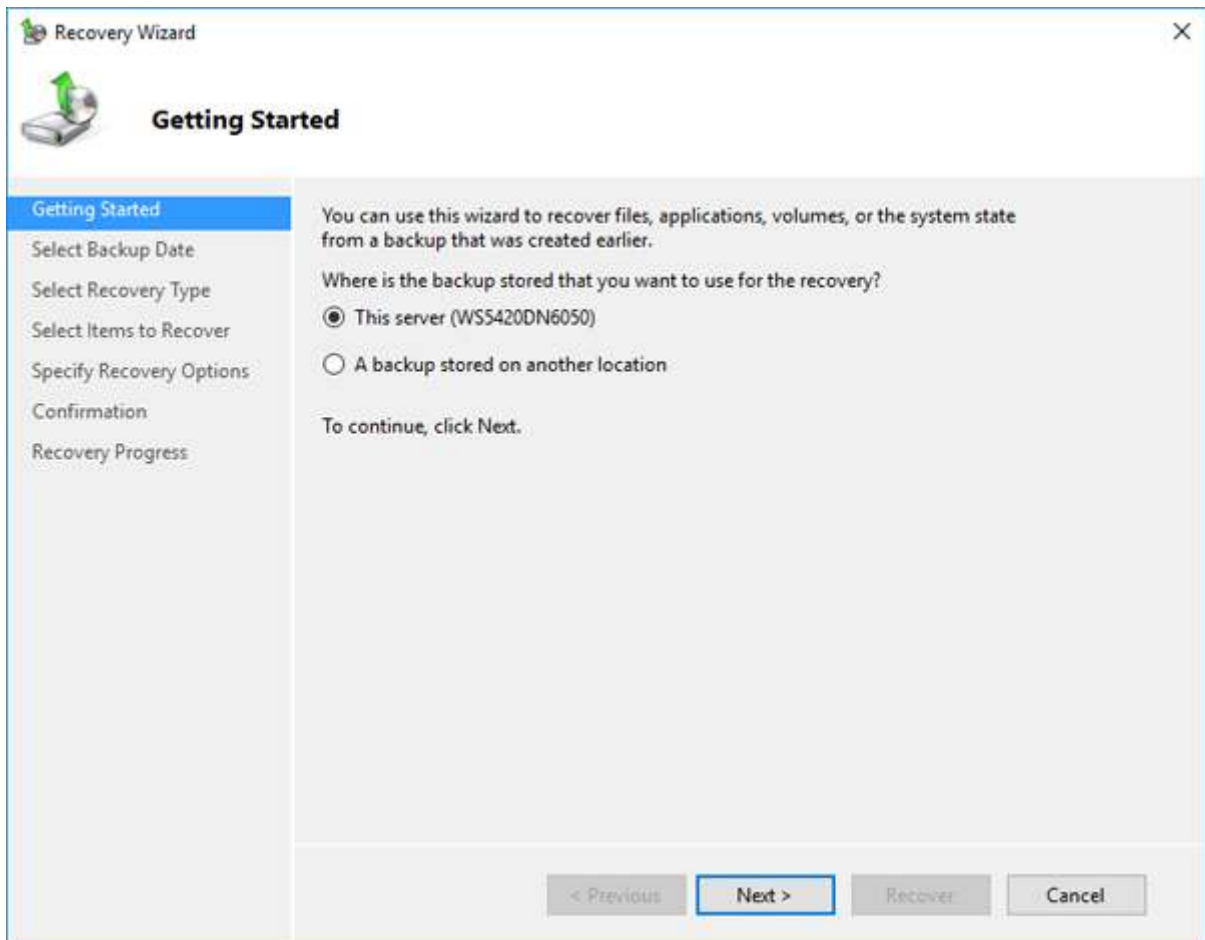 Recovery Wizard
Getting Started
Getting Started
Select Backup Date
Select Recovery Type
Select Items to Recover
Specify Recovery Options
Confirmation
Recovery Progress
You can use this wizard to recover files, applications, volumes, or the system state
from a backup that was created earlier.
Where is the backup stored that you want to use for the recovery?
This server (WS5420DN6050)
A backup stored on another location
To continue, click Next.
< Previous
Next >
Recover
Cancel